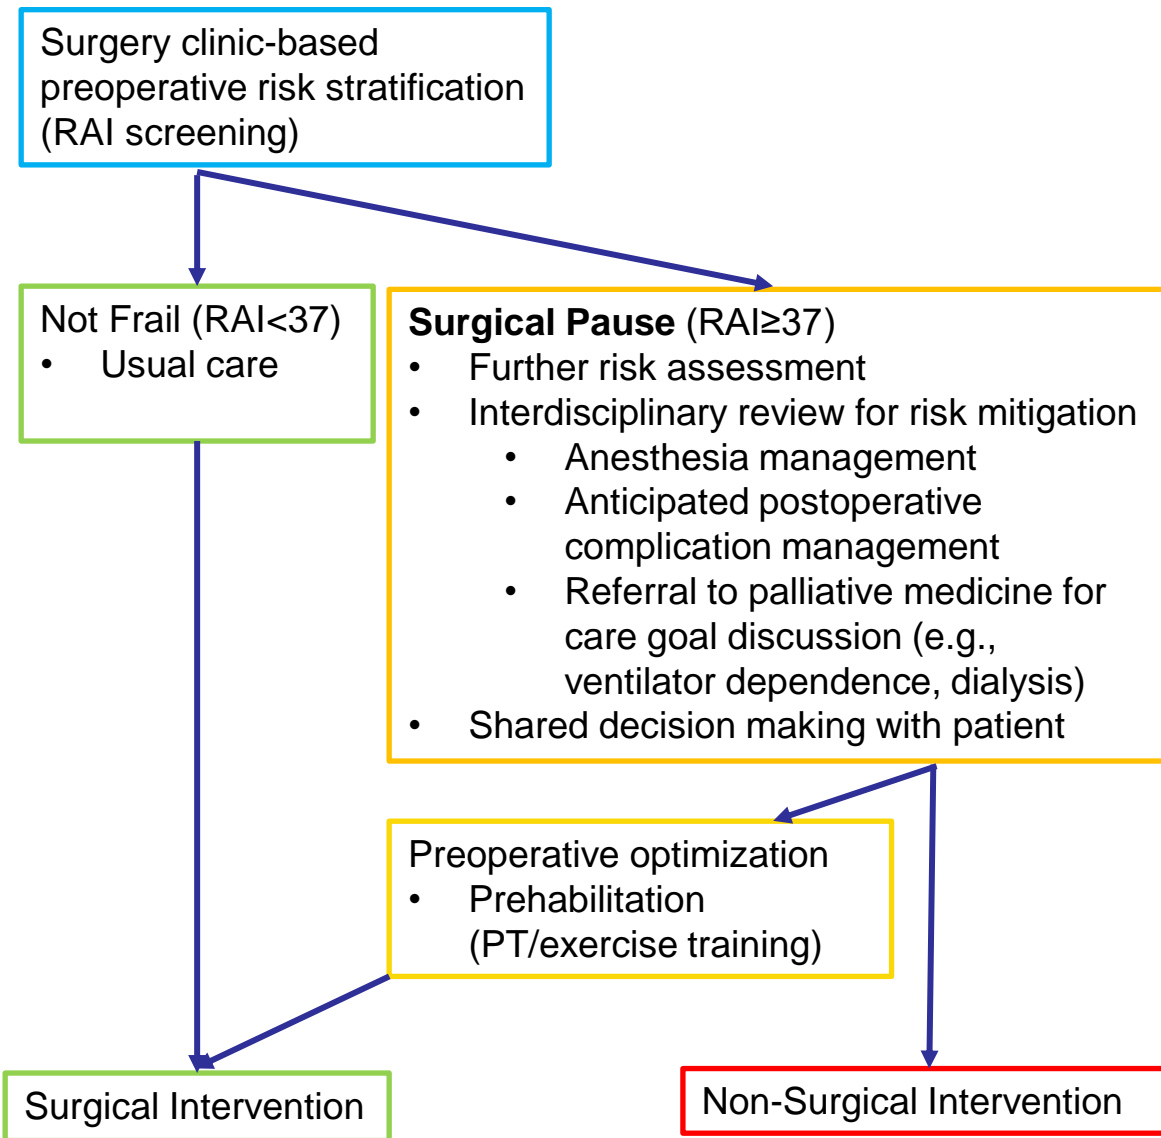 Surgery clinic-based
preoperative risk stratification
(RAI screening)
Not Frail (RAI<37)
• Usual care
Surgical Pause (RAI≥37)
• Further risk assessment
• Interdisciplinary review for risk mitigation
• Anesthesia management
• Anticipated postoperative
complication management
• Referral to palliative medicine for
care goal discussion (e.g.,
ventilator dependence, dialysis)
• Shared decision making with patient
Preoperative optimization
• Prehabilitation
(PT/exercise training)
Surgical Intervention
Non-Surgical Intervention